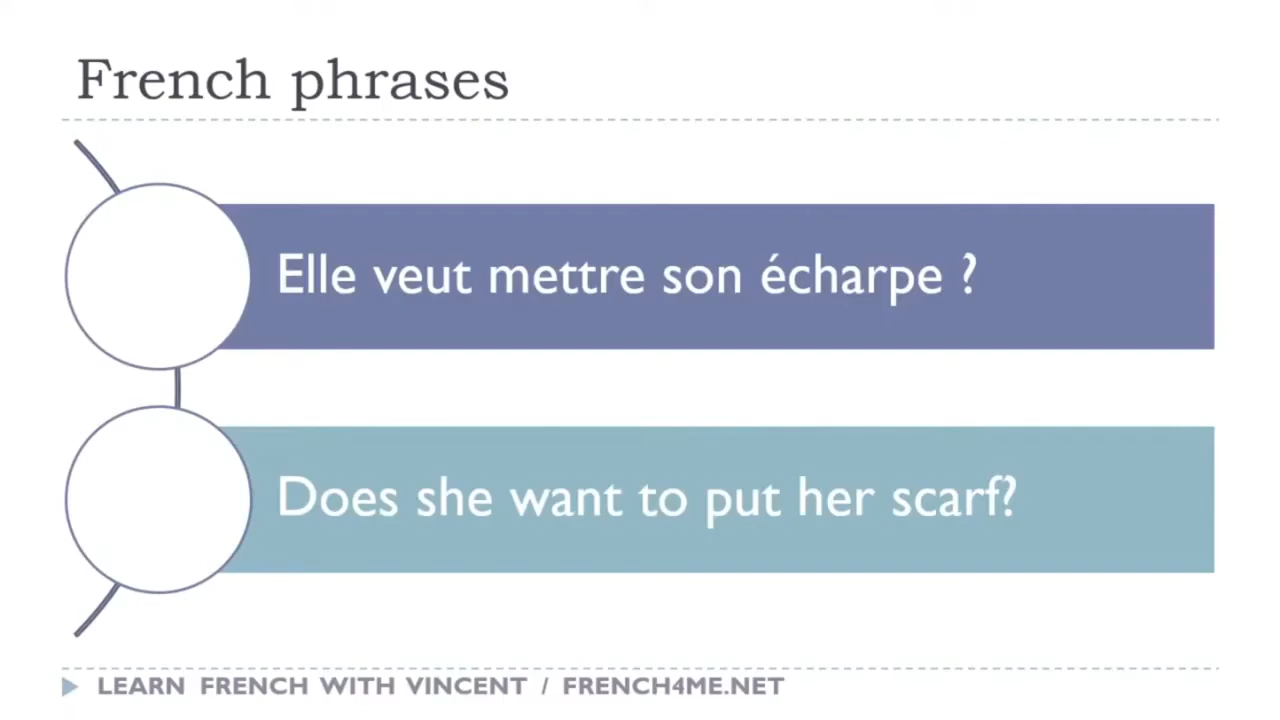 French phrases
Elle veut mettre son écharpe ?
Does she want to put her scarf?
LEARN FRENCH WITH VINCENT / FRENCH4ME.NET